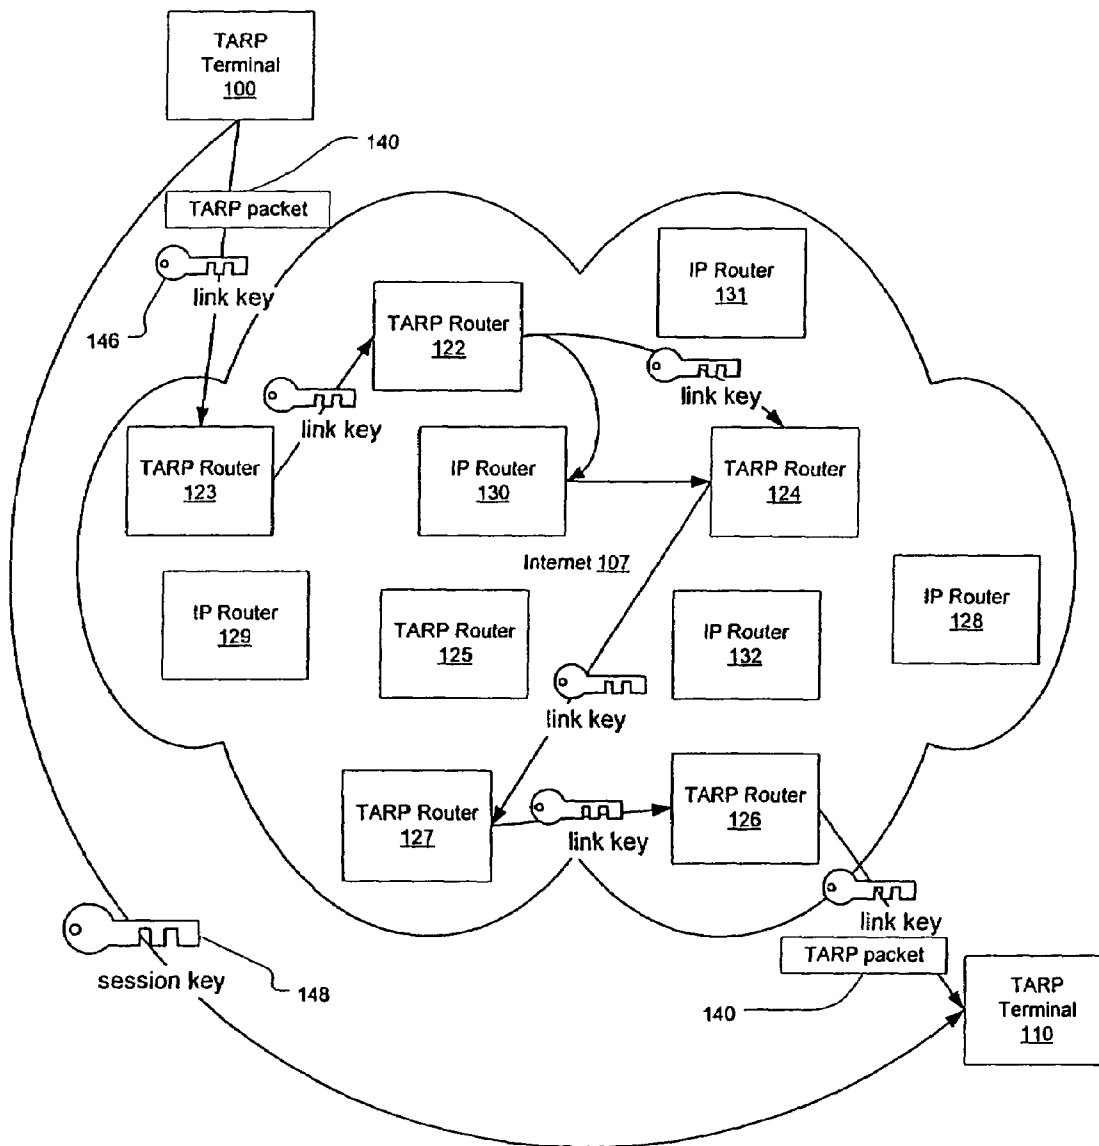 TARP
Terminal
100
140
TARP packet
link key
146
IP Router
131
TARP Router
122
link key
link key
TARP Router
123
IP Router
130
TARP Router
124
Internet 107
IP Router
129
TARP Router
125
IP Router
132
IP Router
128
link key
TARP Router
127
link key
TARP Router
126
link key
session key
148
TARP packet
140
TARP
Terminal
110